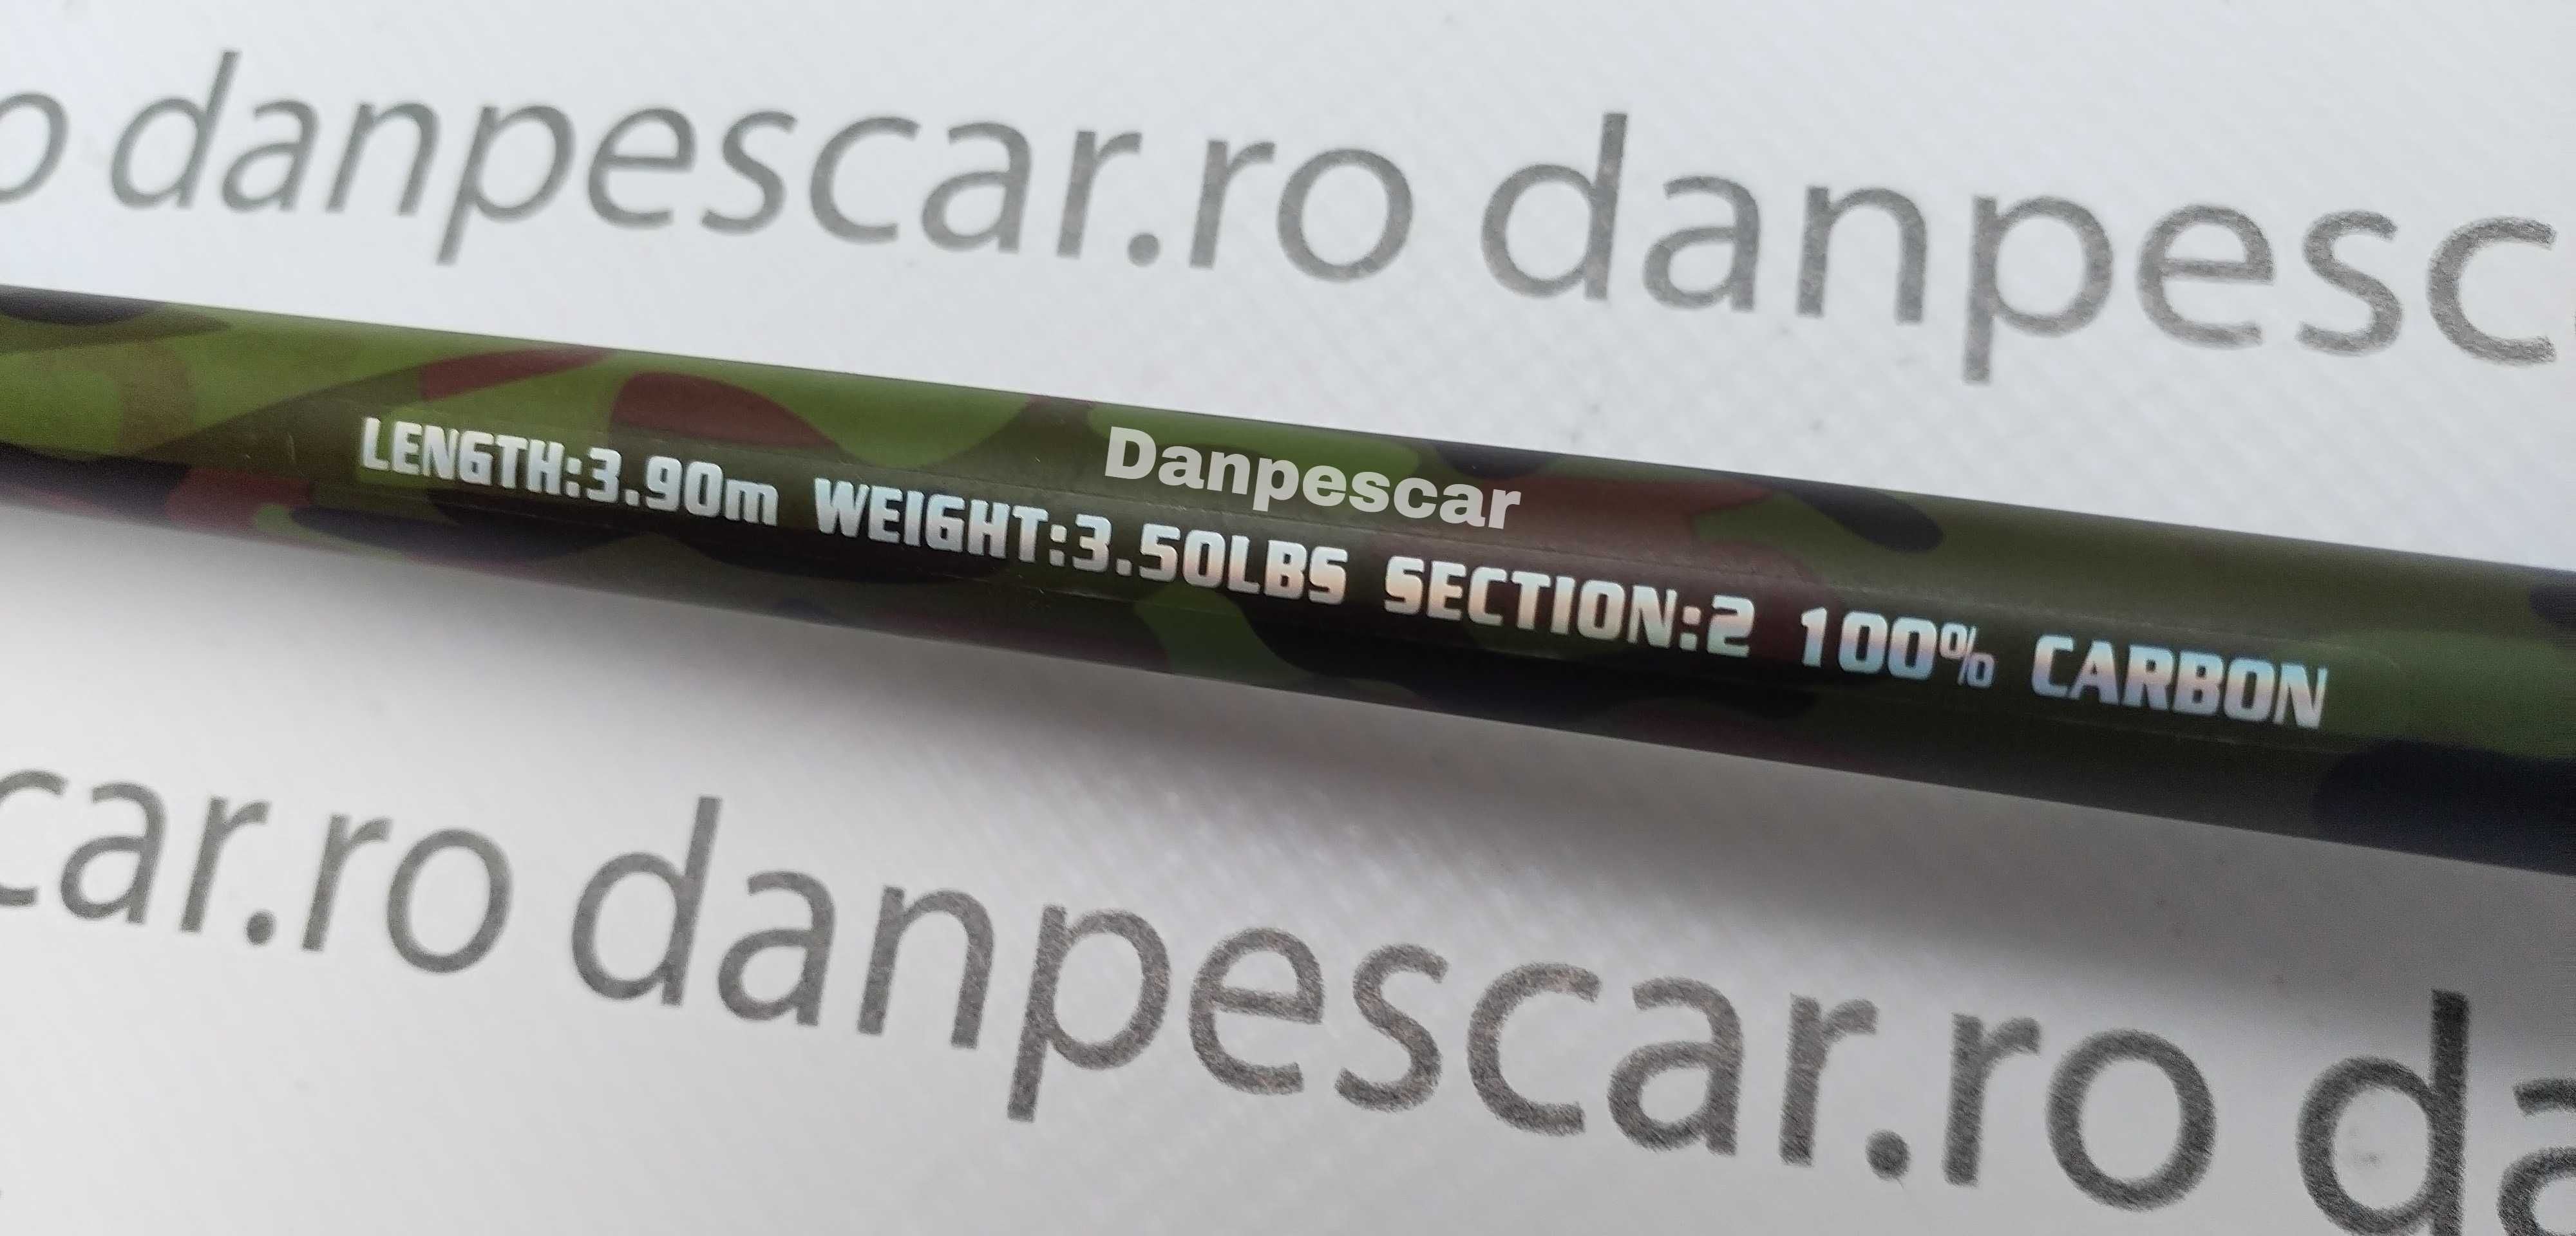 o danpescar.ro danpesc
Danpescar
LENGTH:3.90m WEIGHT:3.50LBS SECTION:2 100% CARBON
car.ro danpescar.ro da